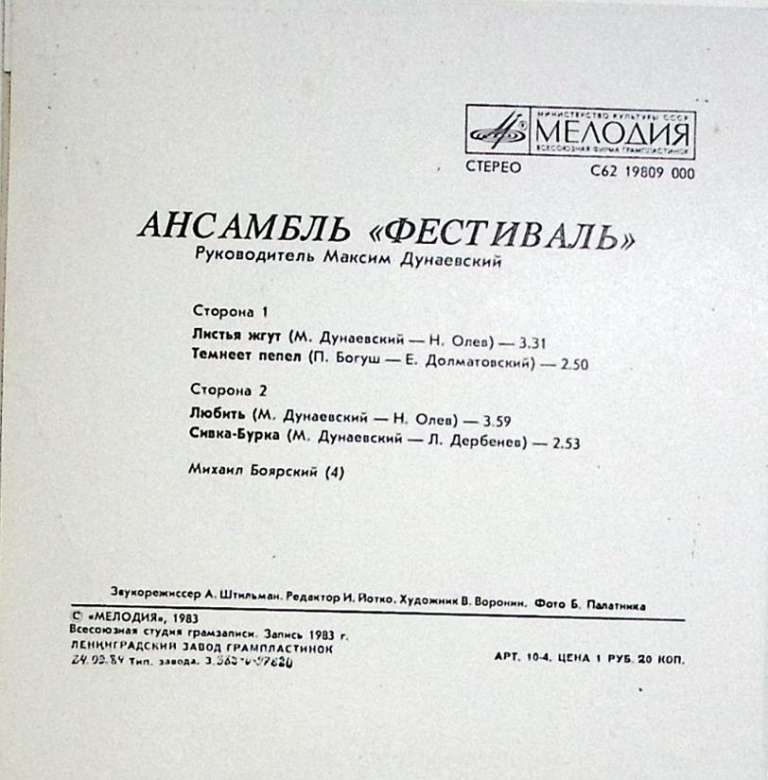 МИНИСТЕРСТВО КУЛЬТУРЫ СССР
МЕЛОДИЯ
ВСЕСОЮЗНАЯ ФИРМА ГРАМПЛАСТИНОК
СТЕРЕО С62 19809 000
АНСАМБЛЬ «ФЕСТИВАЛЬ»
Руководитель Максим Дунаевский
Сторона 1
Листья жгут (М. Дунаевский — Н. Олев) — 3.31
Темнеет пепел (П. Богуш — Е. Долматовский) — 2.50
Сторона 2
Любить (М. Дунаевский — Н. Олев) — 3.59
Сивка-Бурка (М. Дунаевский — Л. Дербенев) — 2.53
Михаил Боярский (4)
Звукорежиссер А. Штильман. Редактор И. Йотко. Художник В. Воронин. Фото Б. Палатника
© «МЕЛОДИЯ», 1983
Всесоюзная студия грамзаписи. Запись 1983 г.
ЛЕНИНГРАДСКИЙ ЗАВОД ГРАМПЛАСТИНОК
Тип. завода. З.
АРТ. 10-4. ЦЕНА 1 РУБ. 20 КОП.